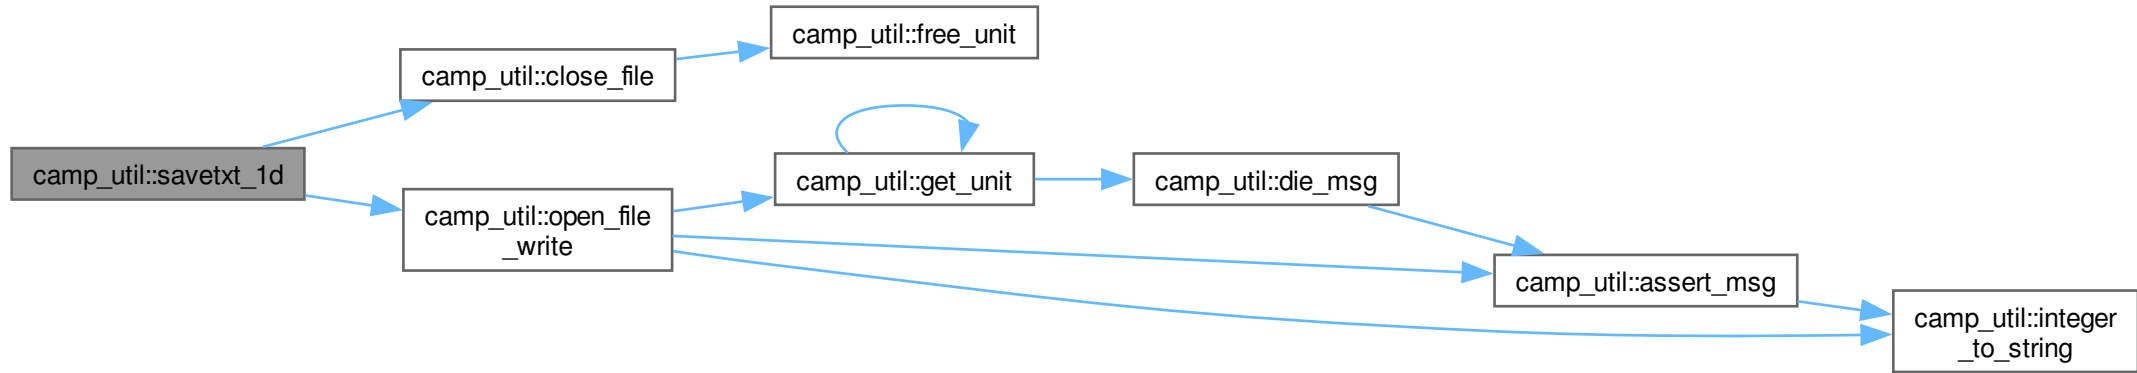 camp_util::free_unit
camp_util::close_file
camp_util::savetxt_1d
camp_util::get_unit
camp_util::die_msg
camp_util::open_file
_write
camp_util::assert_msg
camp_util::integer
_to_string